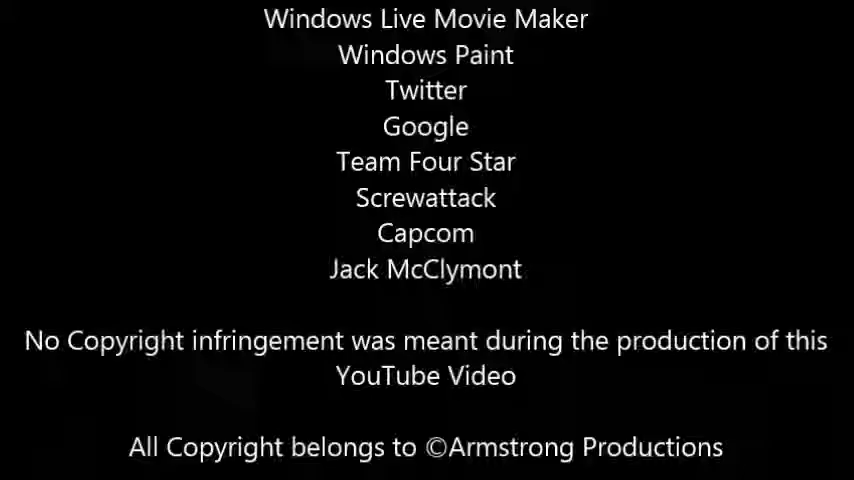 Windows Live Movie Maker
Windows Paint
Twitter
Google
Team Four Star
Screwattack
Capcom
Jack McClymont
No Copyright infringement was meant during the production of this
YouTube Video
All Copyright belongs to ©Armstrong Productions